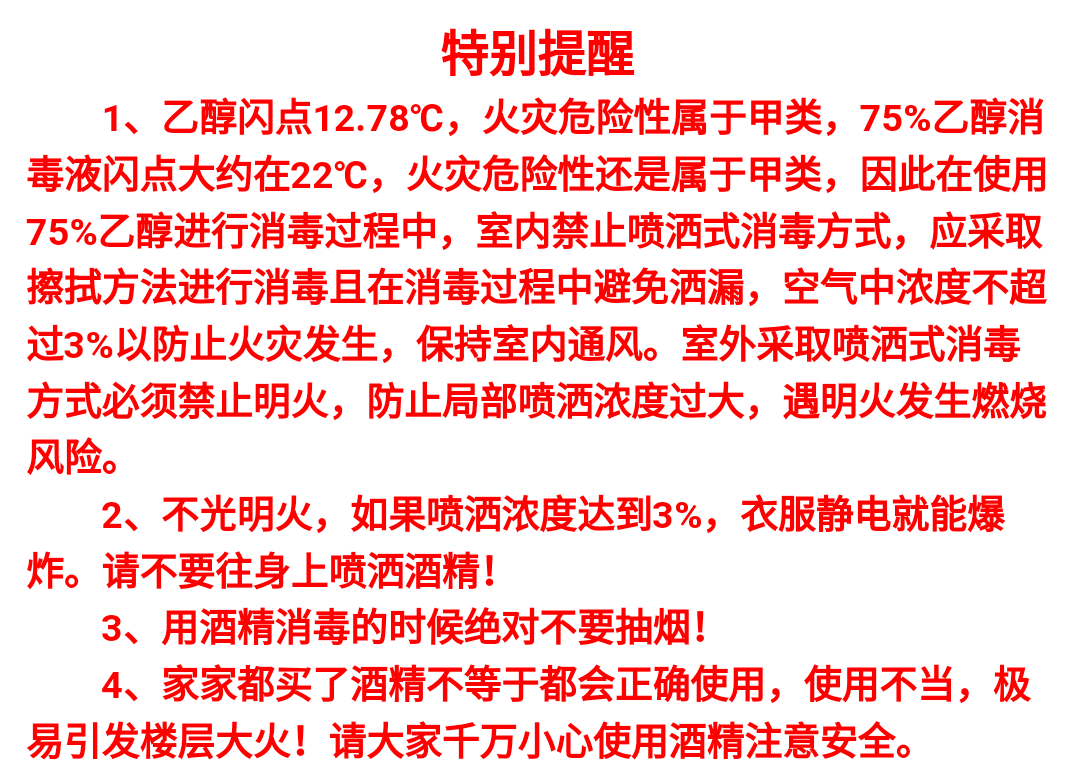 特别提醒
1、乙醇闪点12.78℃，火灾危险性属于甲类，75%乙醇消
毒液闪点大约在22℃，火灾危险性还是属于甲类，因此在使用
75%乙醇进行消毒过程中，室内禁止喷洒式消毒方式，应采取
擦拭方法进行消毒且在消毒过程中避免洒漏，空气中浓度不超
过3%以防止火灾发生，保持室内通风。室外采取喷洒式消毒
方式必须禁止明火，防止局部喷洒浓度过大，遇明火发生燃烧
风险。
2、不光明火，如果喷洒浓度达到3%，衣服静电就能爆
炸。请不要往身上喷洒酒精！
3、用酒精消毒的时候绝对不要抽烟！
4、家家都买了酒精不等于都会正确使用，使用不当，极
易引发楼层大火！请大家千万小心使用酒精注意安全。